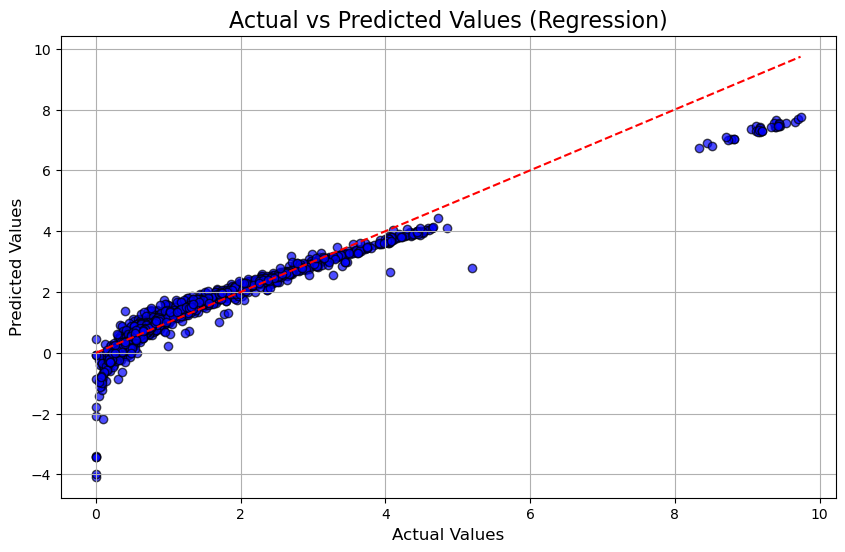 Actual vs Predicted Values (Regression)
10
8
6
4
2
0
−2
−4
Predicted Values
0 2 4 6 8 10
Actual Values